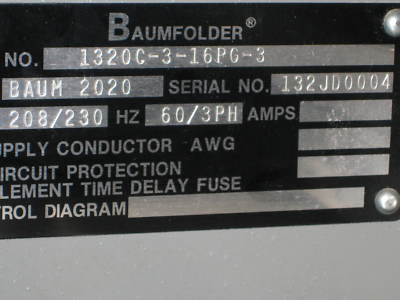 BAUMFOLDER®
NO. 1320C-3-16PG-3
BAUM 2020 SERIAL NO. 132JD0004
208/230 HZ 60/3PH AMPS
UPPLY CONDUCTOR AWG
IRCUIT PROTECTION
LEMENT TIME DELAY FUSE
TROL DIAGRAM